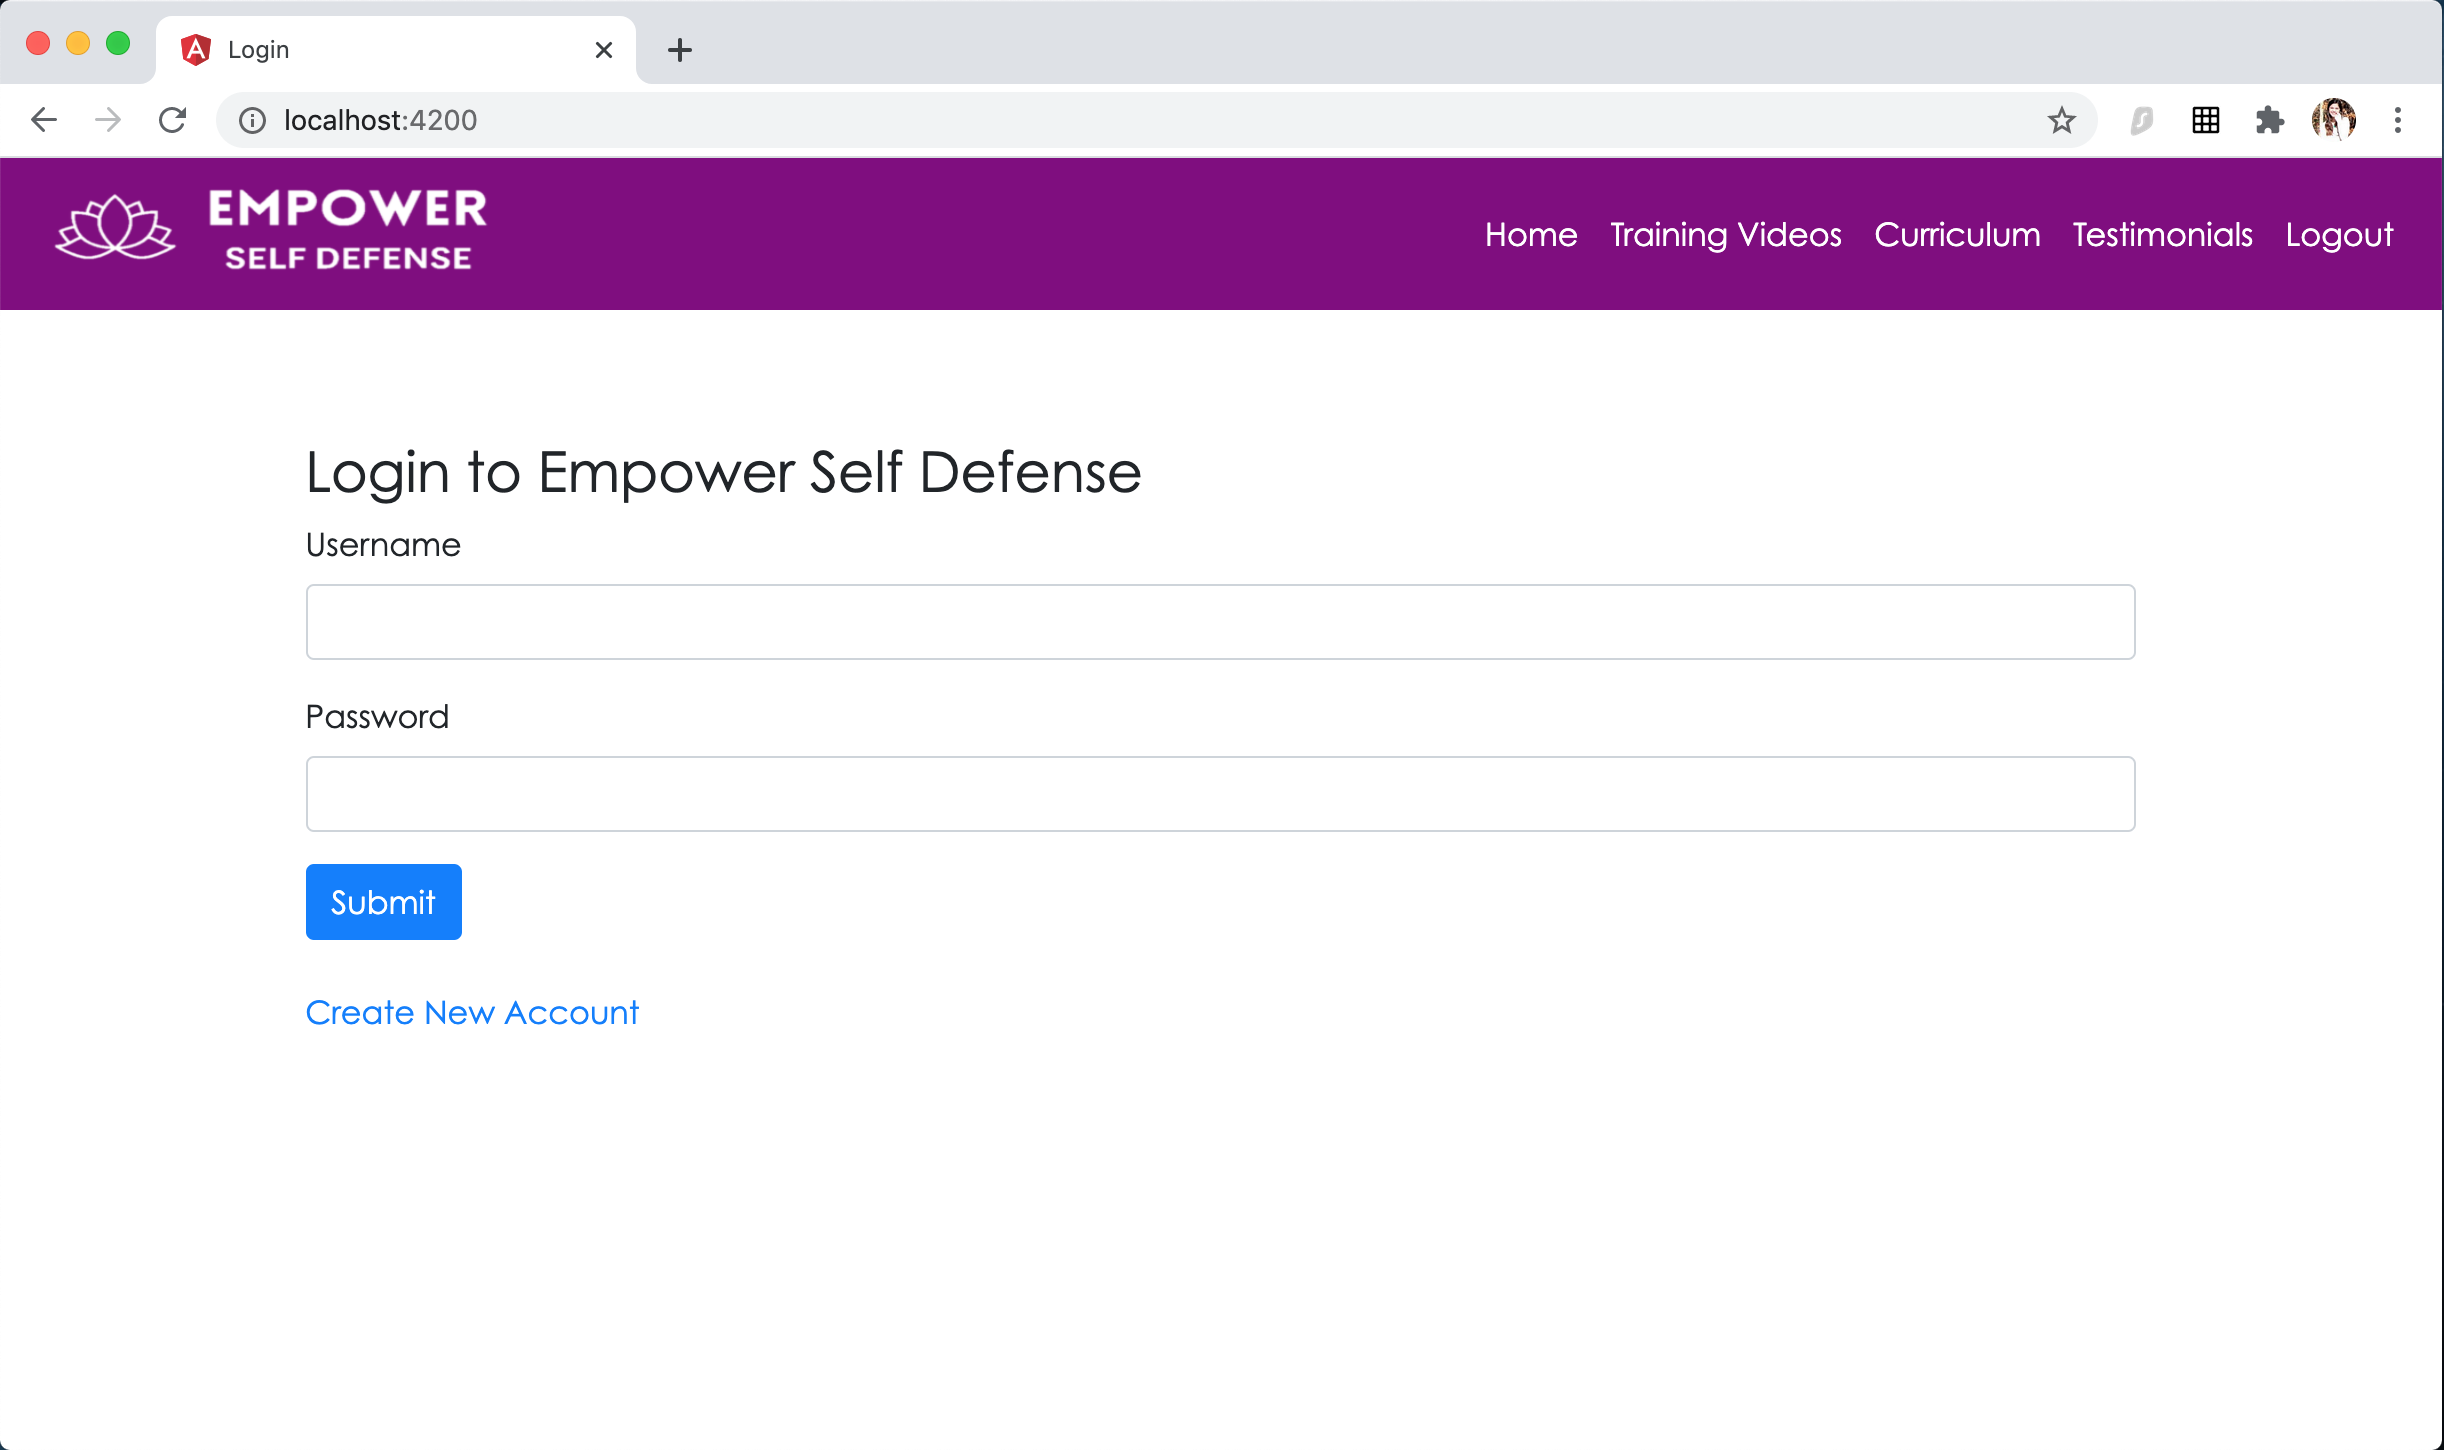 Login
localhost:4200
EMPOWER
SELF DEFENSE
Home Training Videos Curriculum Testimonials Logout
Login to Empower Self Defense
Username
Password
Submit
Create New Account